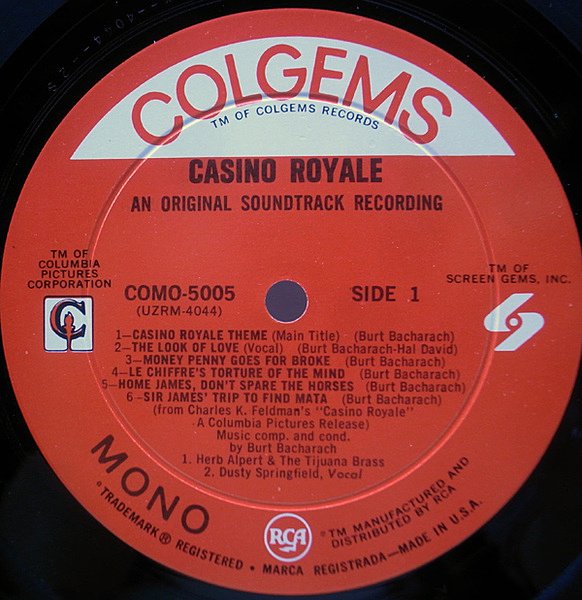 COLGEMS
TM OF COLGEMS RECORDS
CASINO ROYALE
AN ORIGINAL SOUNDTRACK RECORDING
TM OF
COLUMBIA
PICTURES
CORPORATION
TM OF
SCREEN GEMS, INC.
COMO-5005
(UZRM-4044)
SIDE 1
1—CASINO ROYALE THEME (Main Title) (Burt Bacharach)
2—THE LOOK OF LOVE (Vocal) (Burt Bacharach-Hal David)
3—MONEY PENNY GOES FOR BROKE (Burt Bacharach)
4—LE CHIFFRE'S TORTURE OF THE MIND (Burt Bacharach)
5—HOME JAMES, DON'T SPARE THE HORSES (Burt Bacharach)
6—SIR JAMES' TRIP TO FIND MATA (Burt Bacharach)
(from Charles K. Feldman's "Casino Royale"
A Columbia Pictures Release)
Music comp. and cond.
by Burt Bacharach
1. Herb Alpert & The Tijuana Brass
2. Dusty Springfield, Vocal
MONO
®TRADEMARK ® REGISTERED • MARCA REGISTRADA—MADE IN U.S.A.
RCA
®TM MANUFACTURED AND
DISTRIBUTED BY RCA